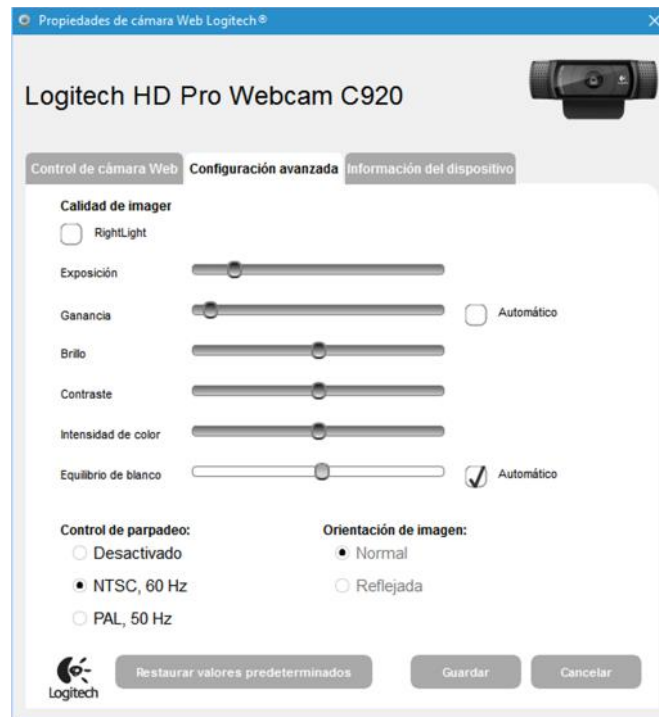 Propiedades de cámara Web Logitech®
Logitech HD Pro Webcam C920
Control de cámara Web Configuración avanzada Información del dispositivo
Calidad de imager
RightLight
Exposición
Ganancia Automático
Brillo
Contraste
Intensidad de color
Equilibrio de blanco Automático
Control de parpadeo: Orientación de imagen:
Desactivado Normal
NTSC, 60 Hz Reflejada
PAL, 50 Hz
Logitech Restaurar valores predeterminados Guardar Cancelar